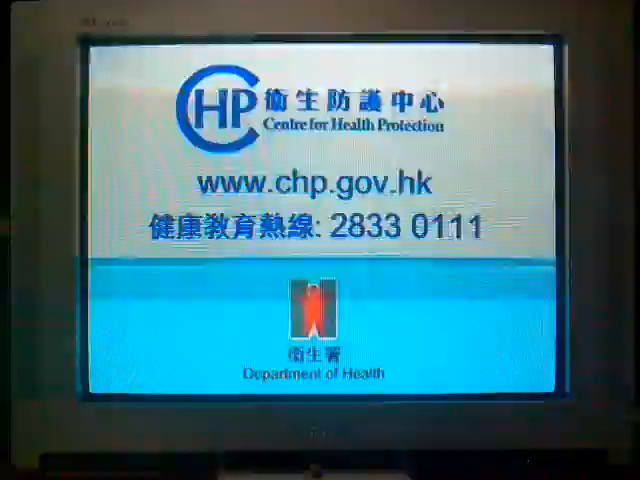 CHP 衞生防護中心
Centre for Health Protection
www.chp.gov.hk
健康教育熱線: 2833 0111
衞生署
Department of Health